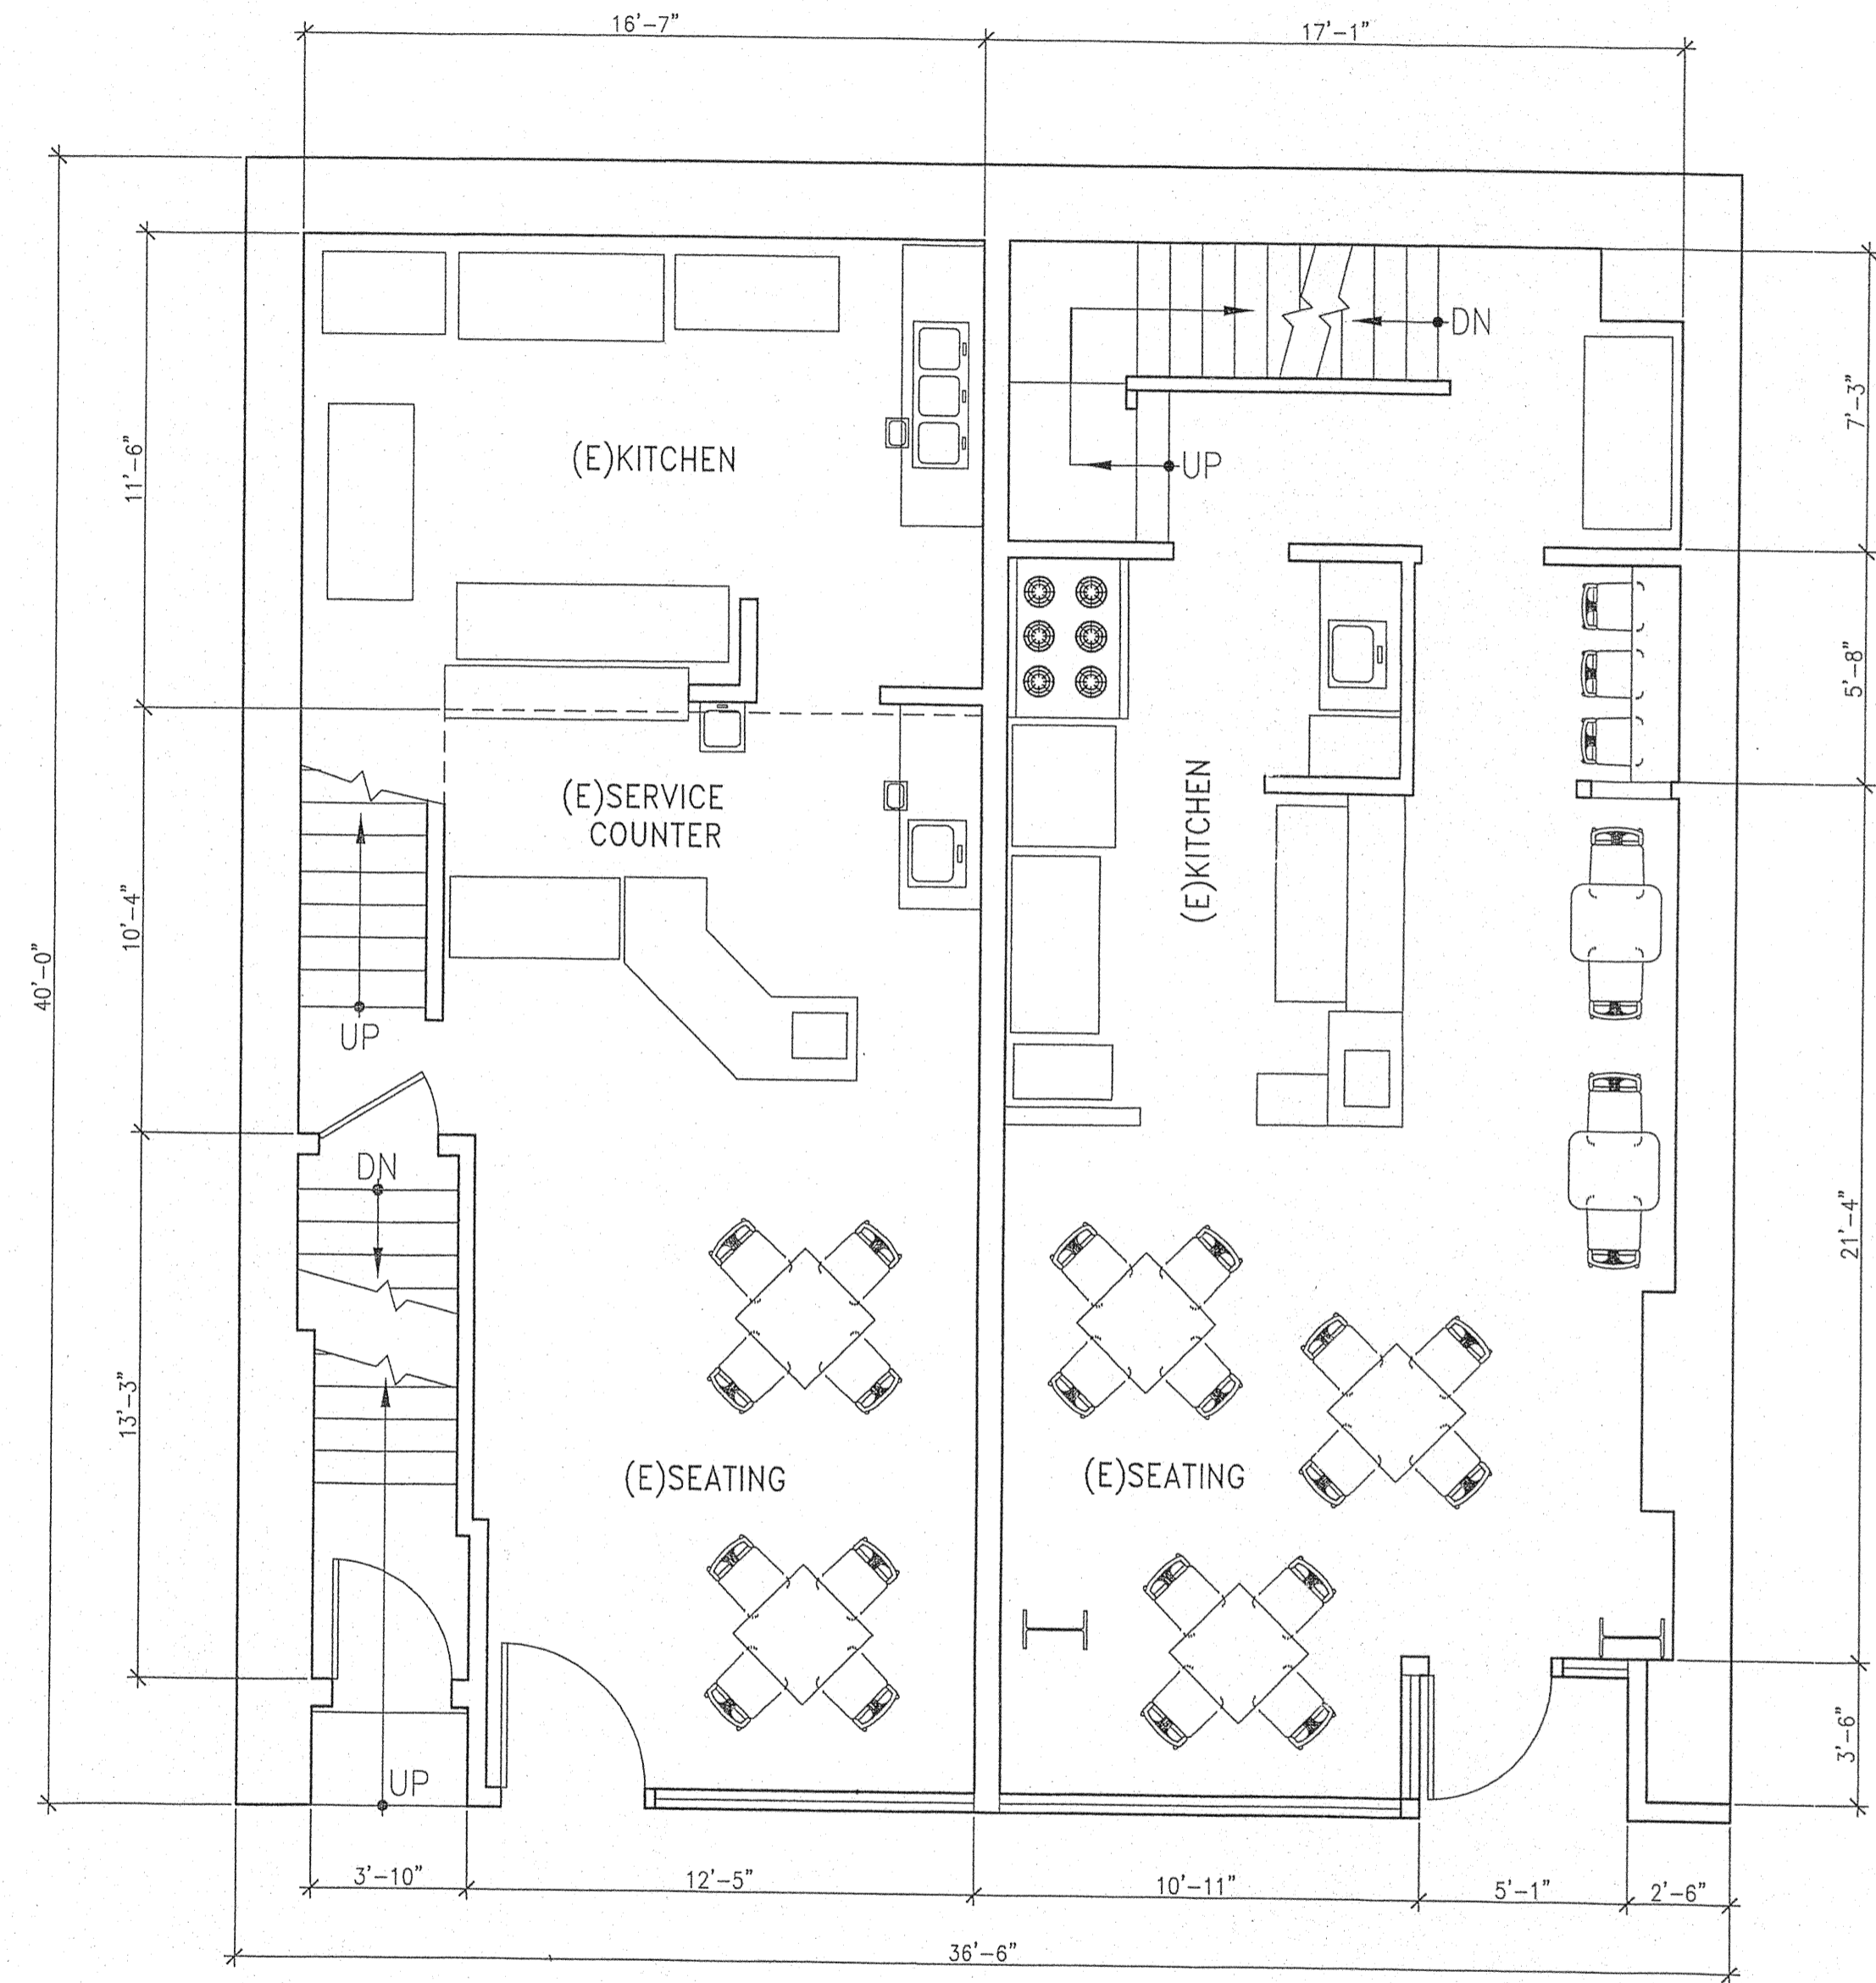 16'-7"
17'-1"
DN
7'-3"
(E)KITCHEN
11'-6"
UP
5'-8"
(E)SERVICE
COUNTER
(E)KITCHEN
10'-4"
40'-0"
UP
DN
21'-4"
13'-3"
(E)SEATING
(E)SEATING
3'-6"
UP
3'-10"
12'-5"
10'-11"
5'-1"
2'-6"
36'-6"